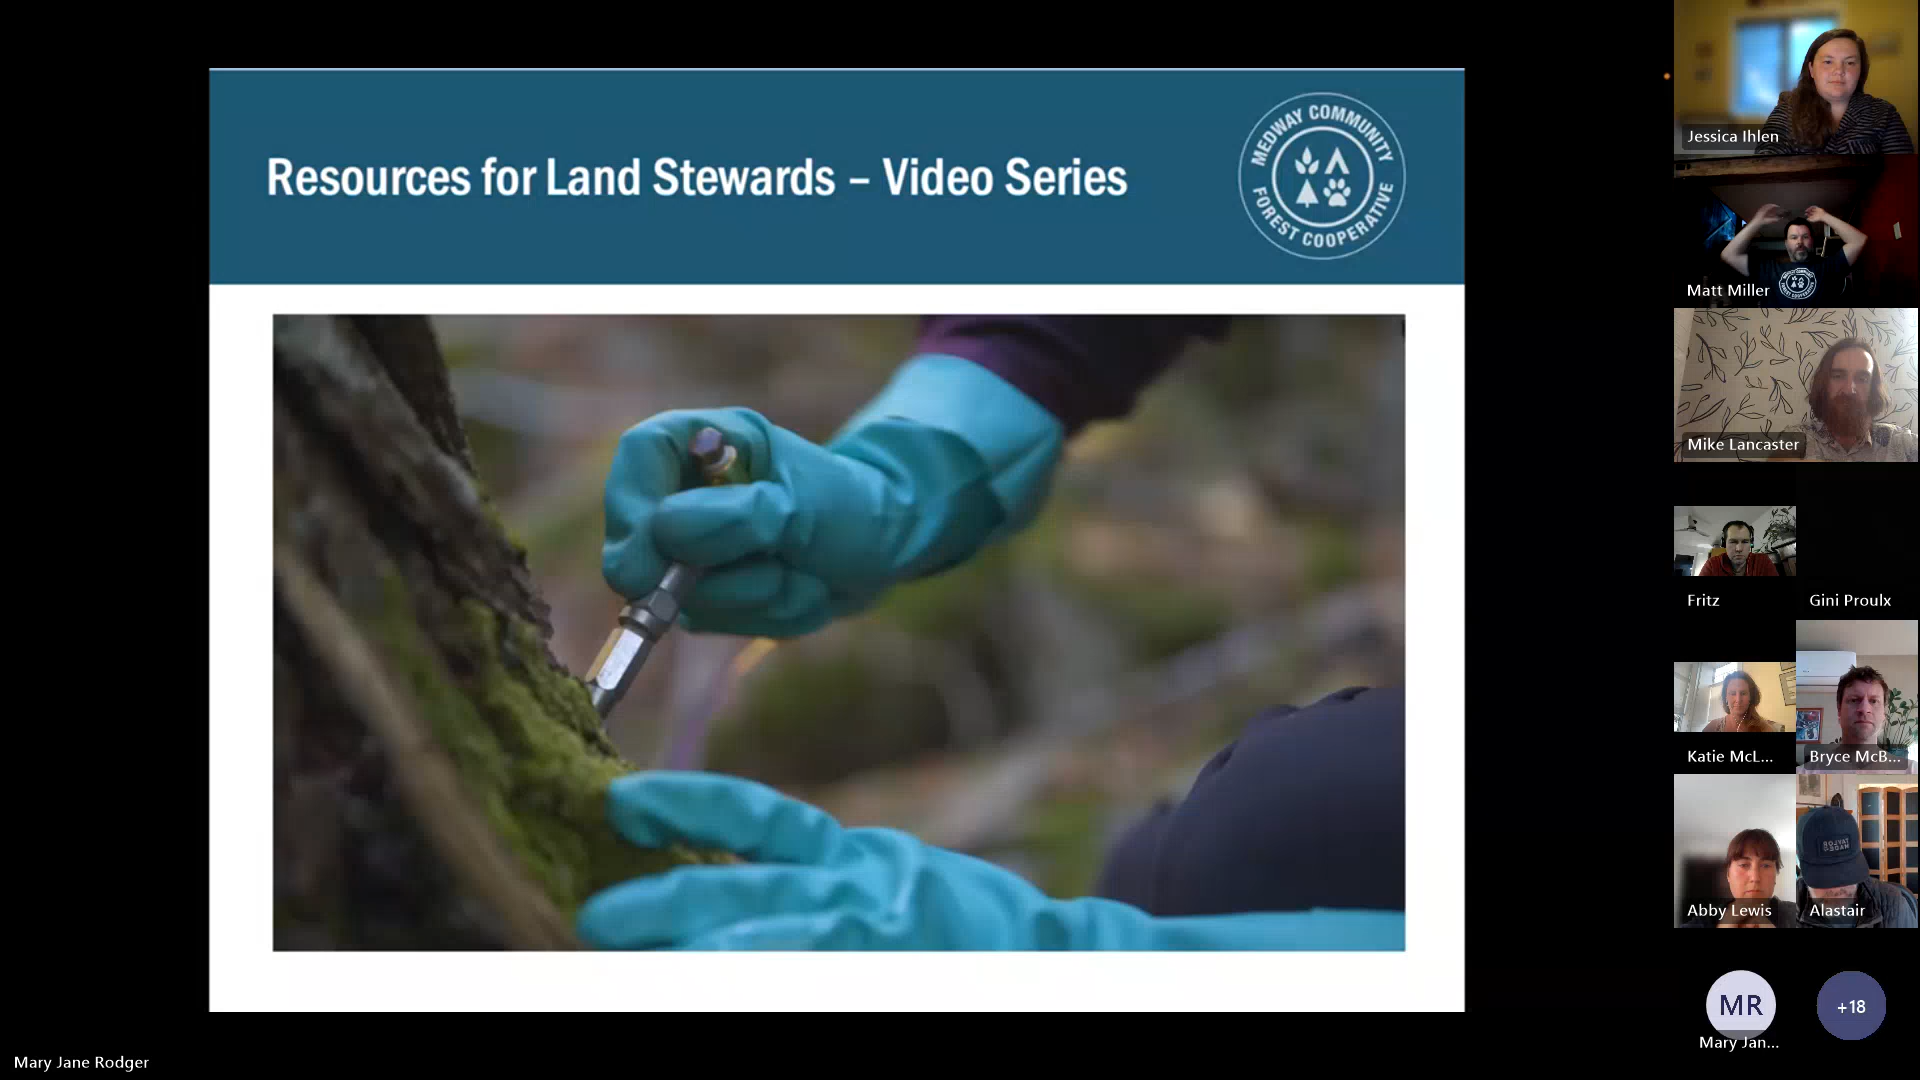 Resources for Land Stewards – Video Series
MEDWAY COMMUNITY
FOREST COOPERATIVE
Jessica Ihlen
Matt Miller
Mike Lancaster
Fritz
Gini Proulx
Katie McL...
Bryce McB...
Abby Lewis
Alastair
MR
Mary Jan...
+18
Mary Jane Rodger